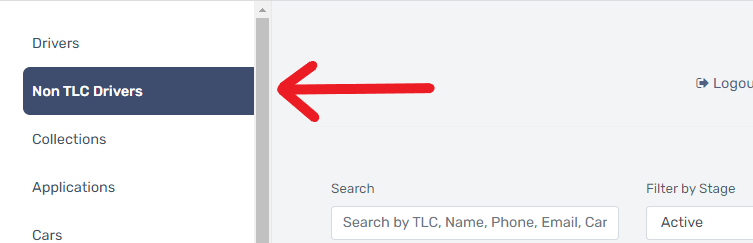 Drivers
Non TLC Drivers
Collections
Applications
Cars
Logou
Search
Search by TLC, Name, Phone, Email, Car
Filter by Stage
Active